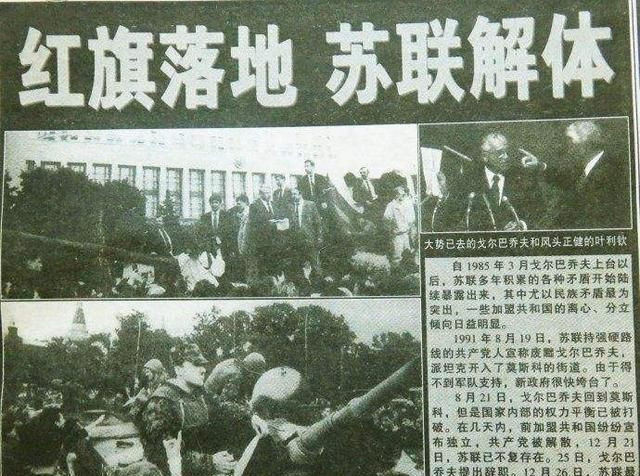 红旗落地 苏联解体
大势已去的戈尔巴乔夫和风头正健的叶利钦
自1985年3月戈尔巴乔夫上台以
后，苏联多年积累的各种矛盾开始陆
续暴露出来，其中尤以民族矛盾最为
突出，一些加盟共和国的离心、分立
倾向日益明显。
1991年8月19日，苏联持强硬路
线的共产党人宣称废黜戈尔巴乔夫，
派坦克开入了莫斯科的街道。由于得
不到军队支持，新政府很快垮台了。
8月21日，戈尔巴乔夫回到莫斯
科，但是国家内部的权力平衡已被打
破。在几天内，前加盟共和国纷纷宣
布独立，共产党被解散，12月21
日，苏联已不复存在。25日，戈尔巴
乔夫提出辞职，12月26日，苏联最